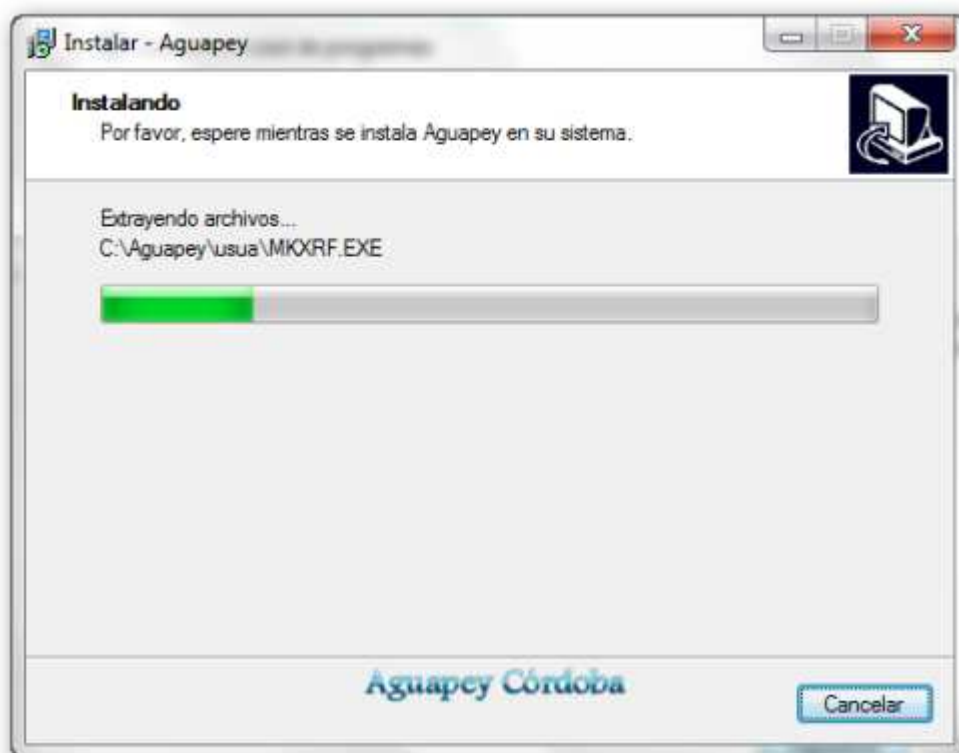 Instalar - Aguapey
Instalando
Por favor, espere mientras se instala Aguapey en su sistema.
Extrayendo archivos...
C:\Aguapey\usua\MKXRF.EXE
Aguapey Córdoba
Cancelar